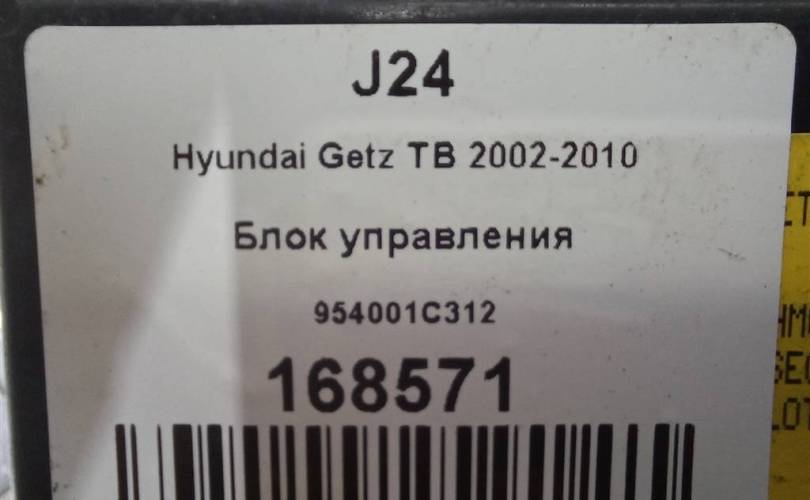 J24
Hyundai Getz TB 2002-2010
Блок управления
954001C312
168571